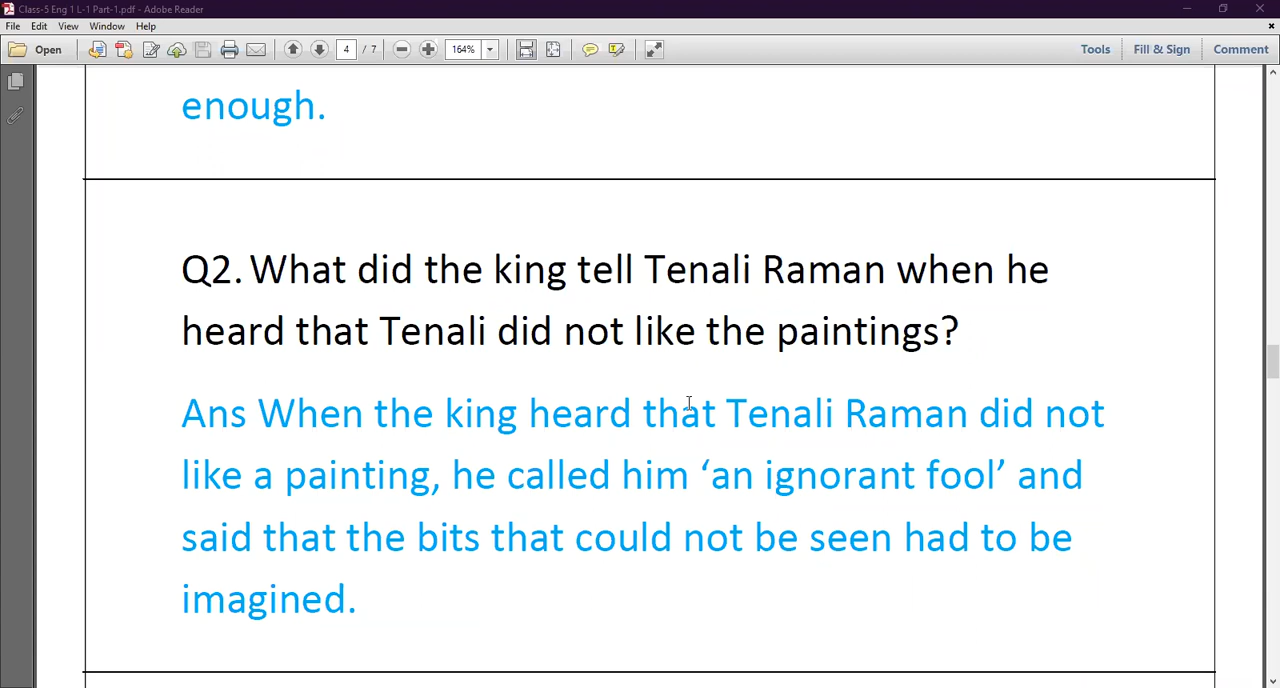 Class-5 Eng 1 L-1 Part-1.pdf - Adobe Reader
File Edit View Window Help
Open 4 / 7 164% Tools Fill & Sign Comment
enough.
Q2. What did the king tell Tenali Raman when he
heard that Tenali did not like the paintings?
Ans When the king heard that Tenali Raman did not
like a painting, he called him ‘an ignorant fool’ and
said that the bits that could not be seen had to be
imagined.